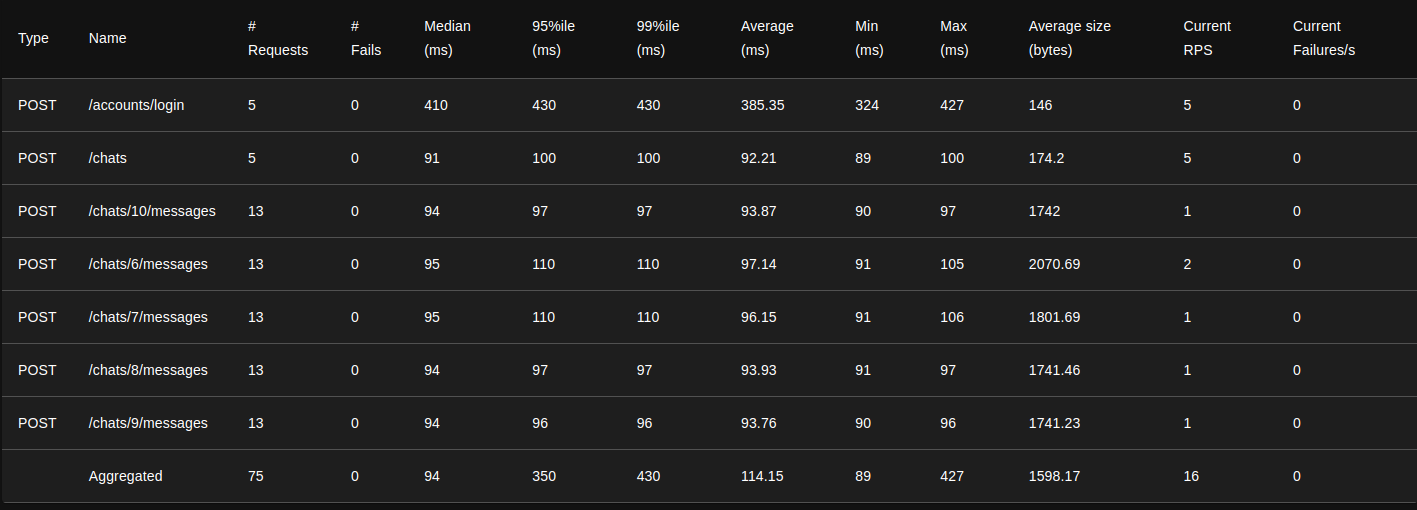 Type Name # Requests # Fails Median (ms) 95%ile (ms) 99%ile (ms) Average (ms) Min (ms) Max (ms) Average size (bytes) Current RPS Current Failures/s
POST /accounts/login 5 0 410 430 430 385.35 324 427 146 5 0
POST /chats 5 0 91 100 100 92.21 89 100 174.2 5 0
POST /chats/10/messages 13 0 94 97 97 93.87 90 97 1742 1 0
POST /chats/6/messages 13 0 95 110 110 97.14 91 105 2070.69 2 0
POST /chats/7/messages 13 0 95 110 110 96.15 91 106 1801.69 1 0
POST /chats/8/messages 13 0 94 97 97 93.93 91 97 1741.46 1 0
POST /chats/9/messages 13 0 94 96 96 93.76 90 96 1741.23 1 0
Aggregated 75 0 94 350 430 114.15 89 427 1598.17 16 0